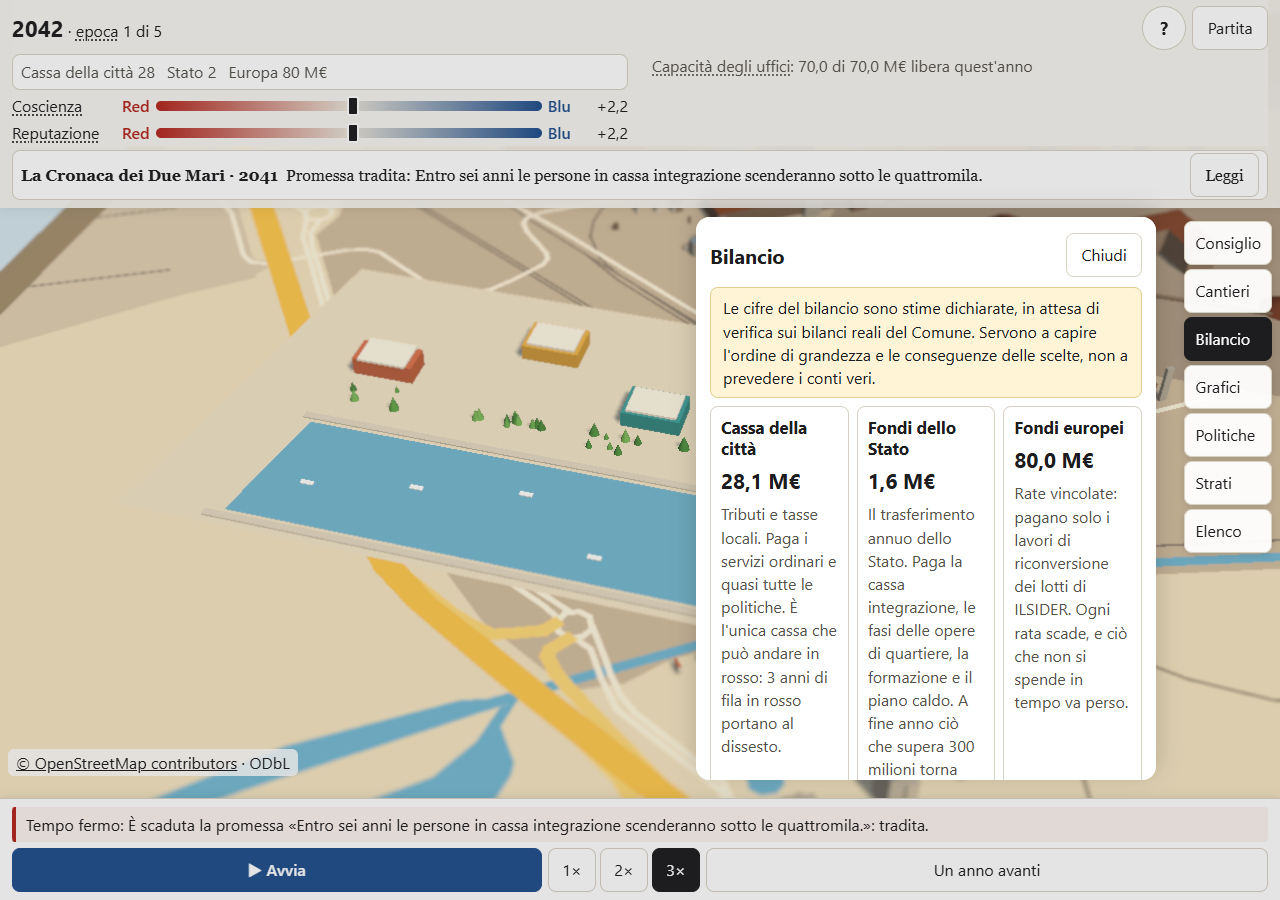 2042 · epoca 1 di 5
?
Partita
Cassa della città 28 Stato 2 Europa 80 M€
Capacità degli uffici: 70,0 di 70,0 M€ libera quest'anno
Coscienza Red Blu +2,2
Reputazione Red Blu +2,2
La Cronaca dei Due Mari · 2041 Promessa tradita: Entro sei anni le persone in cassa integrazione scenderanno sotto le quattromila.
Leggi
Bilancio
Chiudi
Le cifre del bilancio sono stime dichiarate, in attesa di
verifica sui bilanci reali del Comune. Servono a capire
l'ordine di grandezza e le conseguenze delle scelte, non a
prevedere i conti veri.
Cassa della
città
28,1 M€
Tributi e tasse
locali. Paga i
servizi ordinari e
quasi tutte le
politiche. È
l'unica cassa che
può andare in
rosso: 3 anni di
fila in rosso
portano al
dissesto.
Fondi dello
Stato
1,6 M€
Il trasferimento
annuo dello
Stato. Paga la
cassa
integrazione, le
fasi delle opere
di quartiere, la
formazione e il
piano caldo. A
fine anno ciò
che supera 300
milioni torna
Fondi europei
80,0 M€
Rate vincolate:
pagano solo i
lavori di
riconversione
dei lotti di
ILSIDER. Ogni
rata scade, e ciò
che non si
spende in
tempo va perso.
Consiglio
Cantieri
Bilancio
Grafici
Politiche
Strati
Elenco
© OpenStreetMap contributors · ODbL
Tempo fermo: È scaduta la promessa «Entro sei anni le persone in cassa integrazione scenderanno sotto le quattromila.»: tradita.
▶ Avvia
1×
2×
3×
Un anno avanti